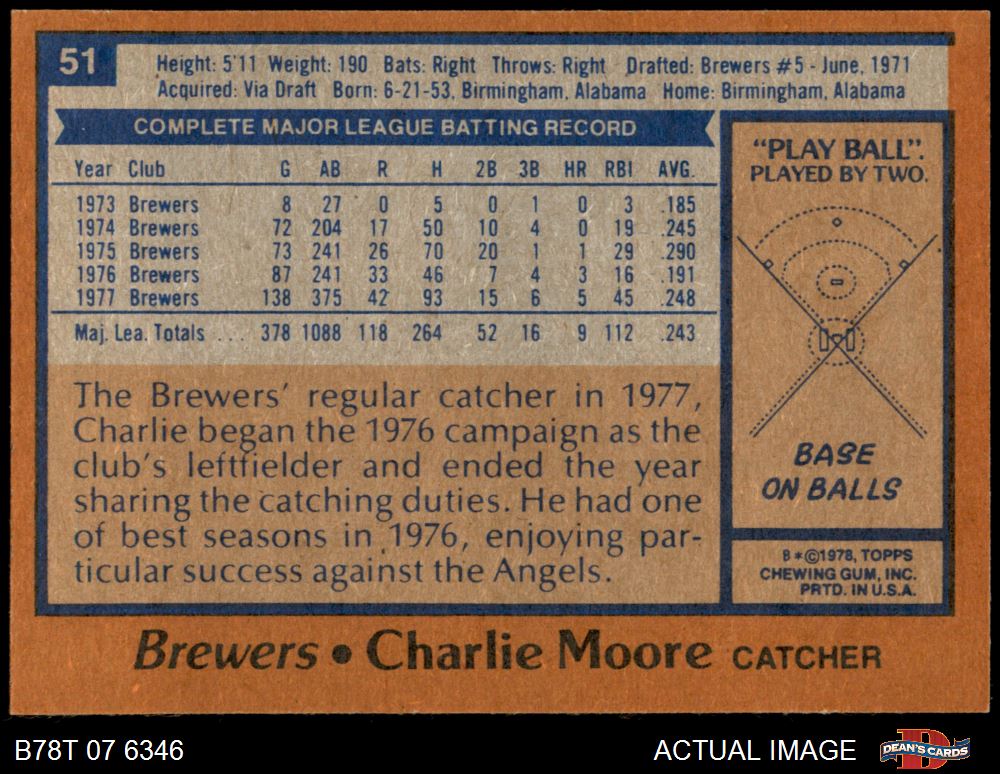 51
Height: 5'11 Weight: 190 Bats: Right Throws: Right Drafted: Brewers #5 - June, 1971
Acquired: Via Draft Born: 6-21-53, Birmingham, Alabama Home: Birmingham, Alabama
COMPLETE MAJOR LEAGUE BATTING RECORD
Year Club G AB R H 2B 3B HR RBI AVG.
1973 Brewers 8 27 0 5 0 1 0 3 .185
1974 Brewers 72 204 17 50 10 4 0 19 .245
1975 Brewers 73 241 26 70 20 1 1 29 .290
1976 Brewers 87 241 33 46 7 4 3 16 .191
1977 Brewers 138 375 42 93 15 6 5 45 .248
Maj. Lea. Totals ... 378 1088 118 264 52 16 9 112 .243
The Brewers' regular catcher in 1977,
Charlie began the 1976 campaign as the
club's leftfielder and ended the year
sharing the catching duties. He had one
of best seasons in 1976, enjoying par-
ticular success against the Angels.
"PLAY BALL".
PLAYED BY TWO.
BASE
ON BALLS
B*©1978, TOPPS
CHEWING GUM, INC.
PRTD. IN U.S.A.
Brewers • Charlie Moore CATCHER
B78T 07 6346
ACTUAL IMAGE
DEAN'S CARDS